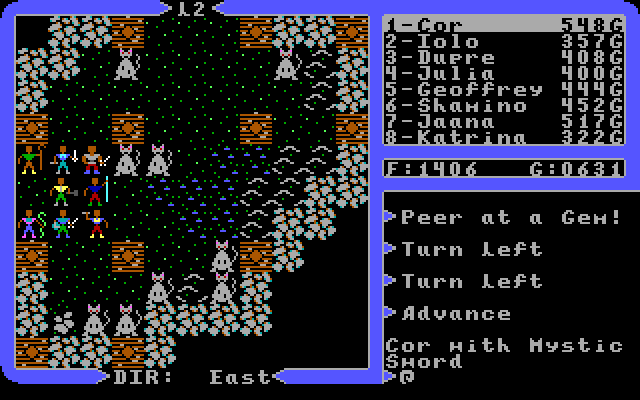 L2
1-Cor 548G
2-Iolo 357G
3-Dupre 408G
4-Julia 400G
5-Geoffrey 444G
6-Shamino 452G
7-Jaana 517G
8-Katrina 322G
F:1406 G:0631
Peer at a Gem!
Turn Left
Turn Left
Advance
Cor with Mystic
Sword
@
DIR: East